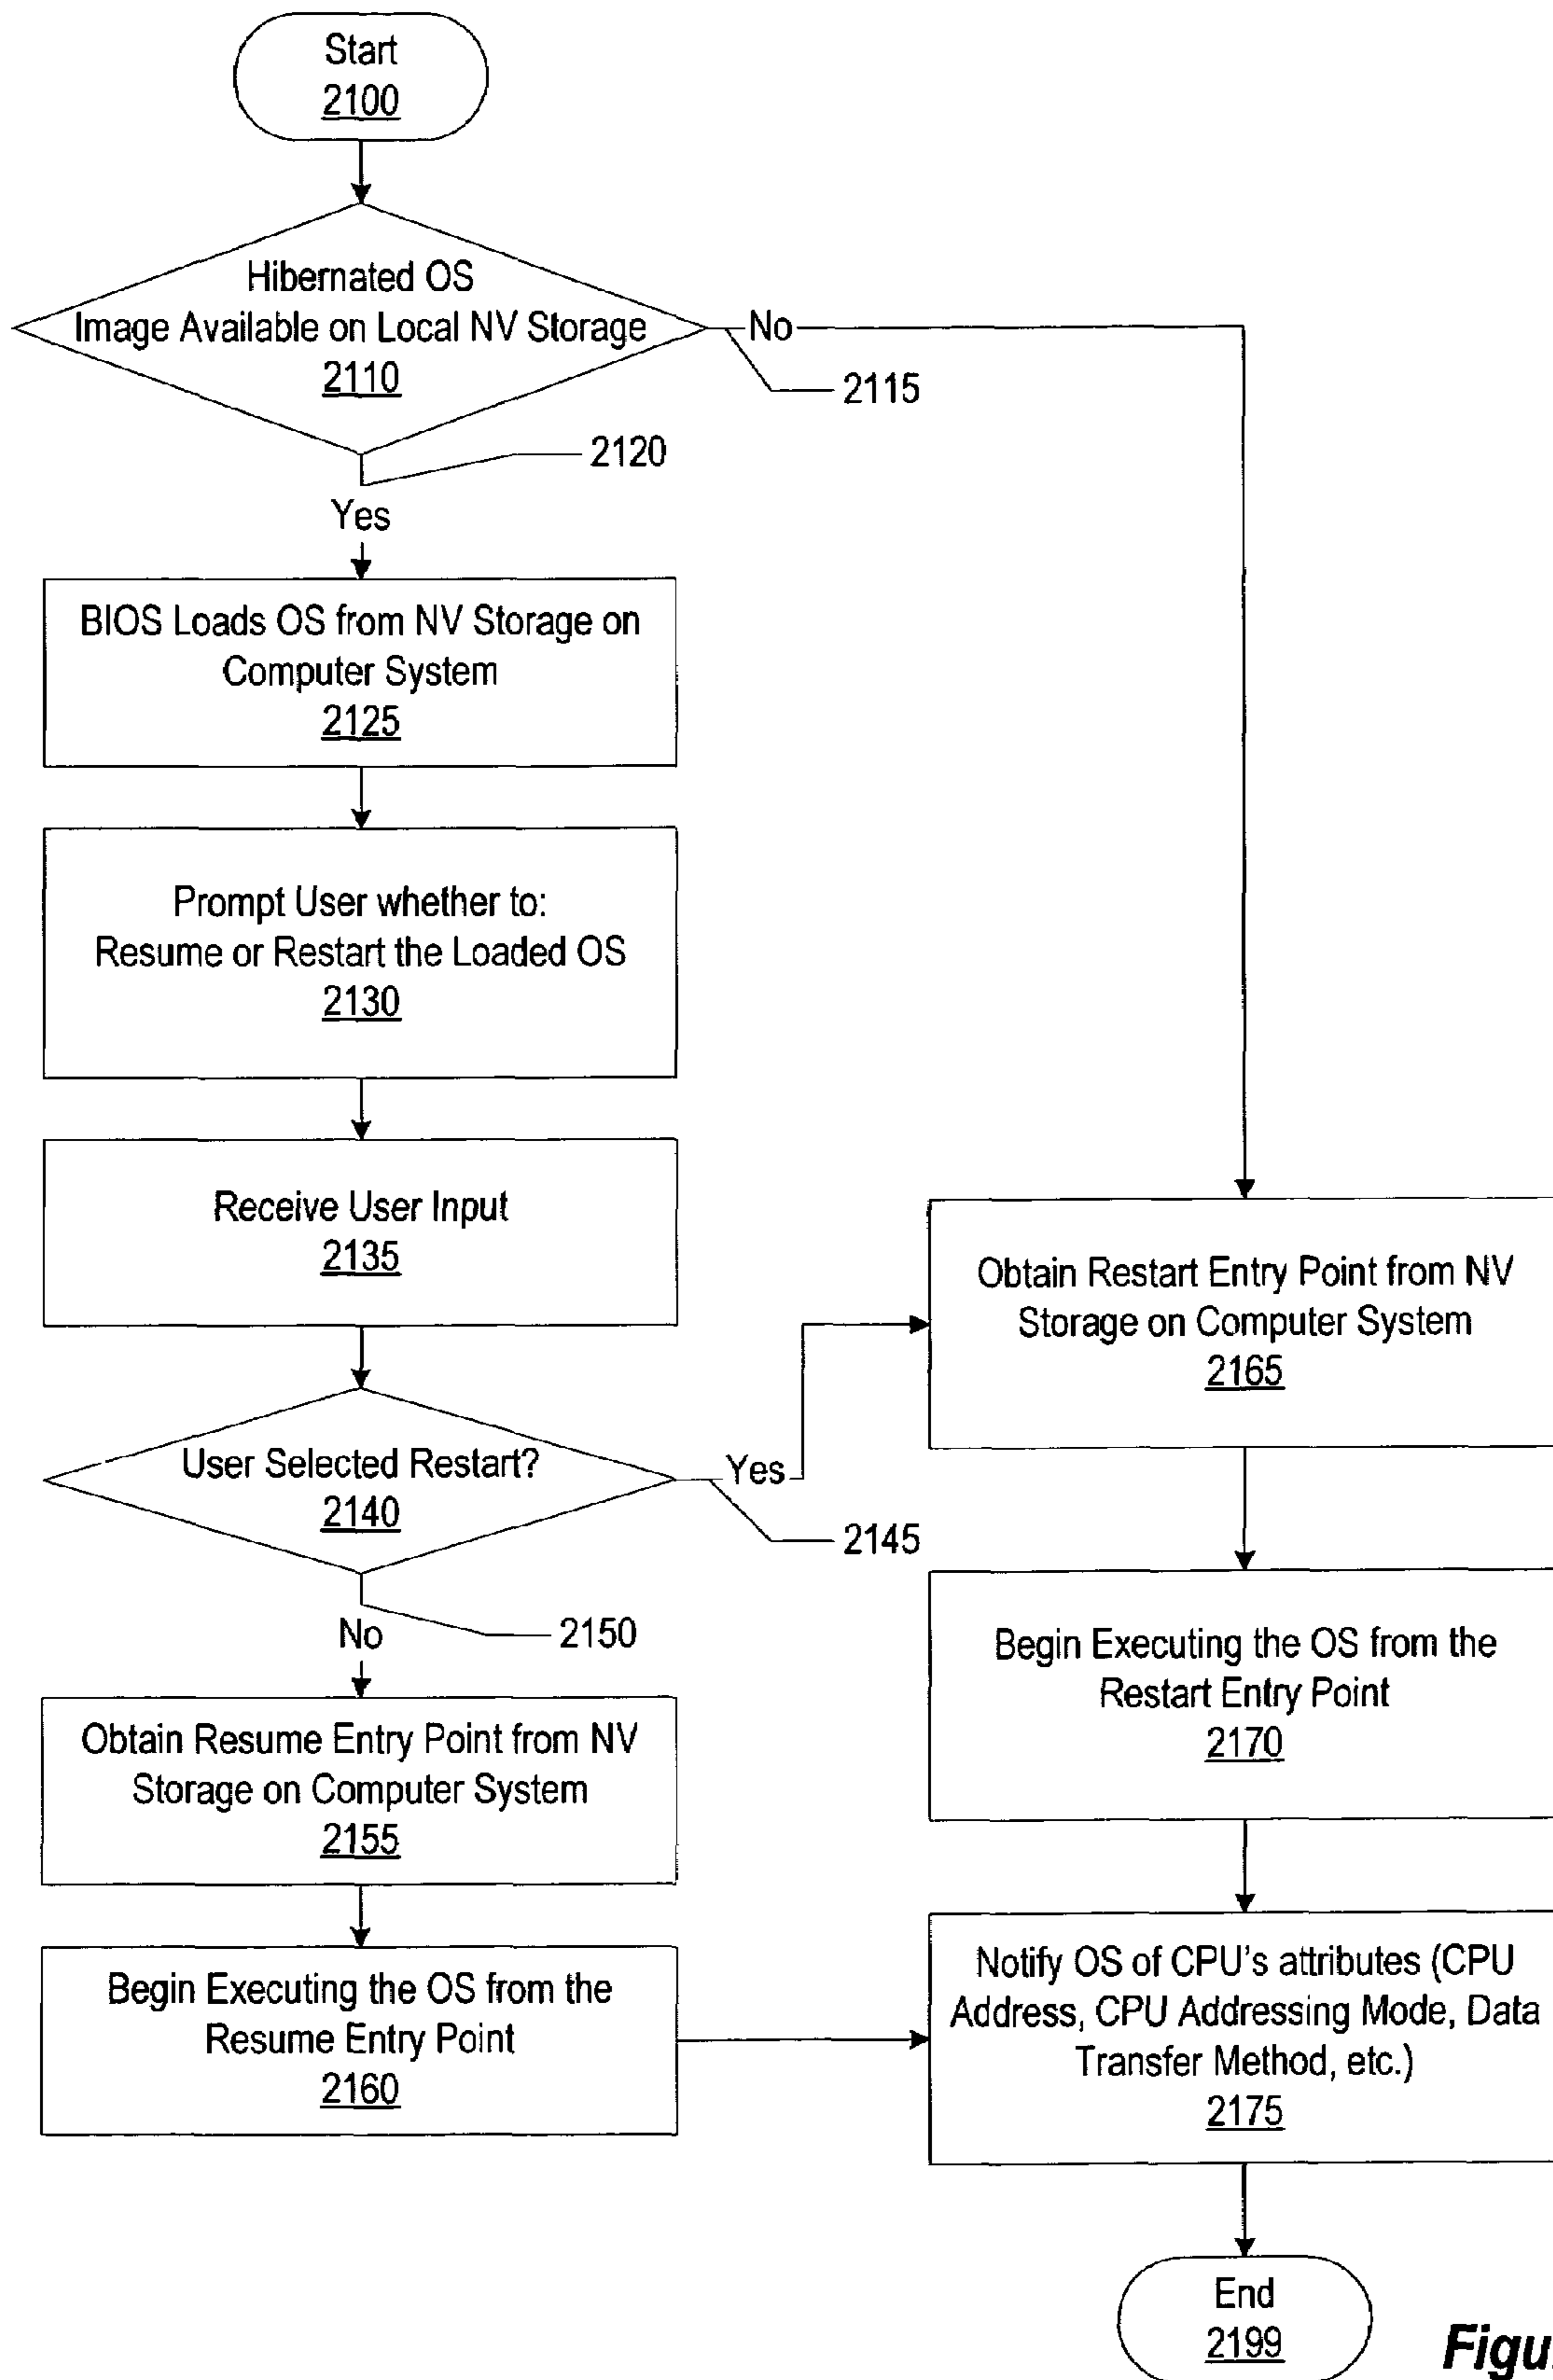 Start
2100
Hibernated OS
Image Available on Local NV Storage
2110
No
2115
2120
Yes
BIOS Loads OS from NV Storage on
Computer System
2125
Prompt User whether to:
Resume or Restart the Loaded OS
2130
Receive User Input
2135
User Selected Restart?
2140
Yes
2145
No
2150
Obtain Resume Entry Point from NV
Storage on Computer System
2155
Begin Executing the OS from the
Resume Entry Point
2160
Obtain Restart Entry Point from NV
Storage on Computer System
2165
Begin Executing the OS from the
Restart Entry Point
2170
Notify OS of CPU's attributes (CPU
Address, CPU Addressing Mode, Data
Transfer Method, etc.)
2175
End
2199